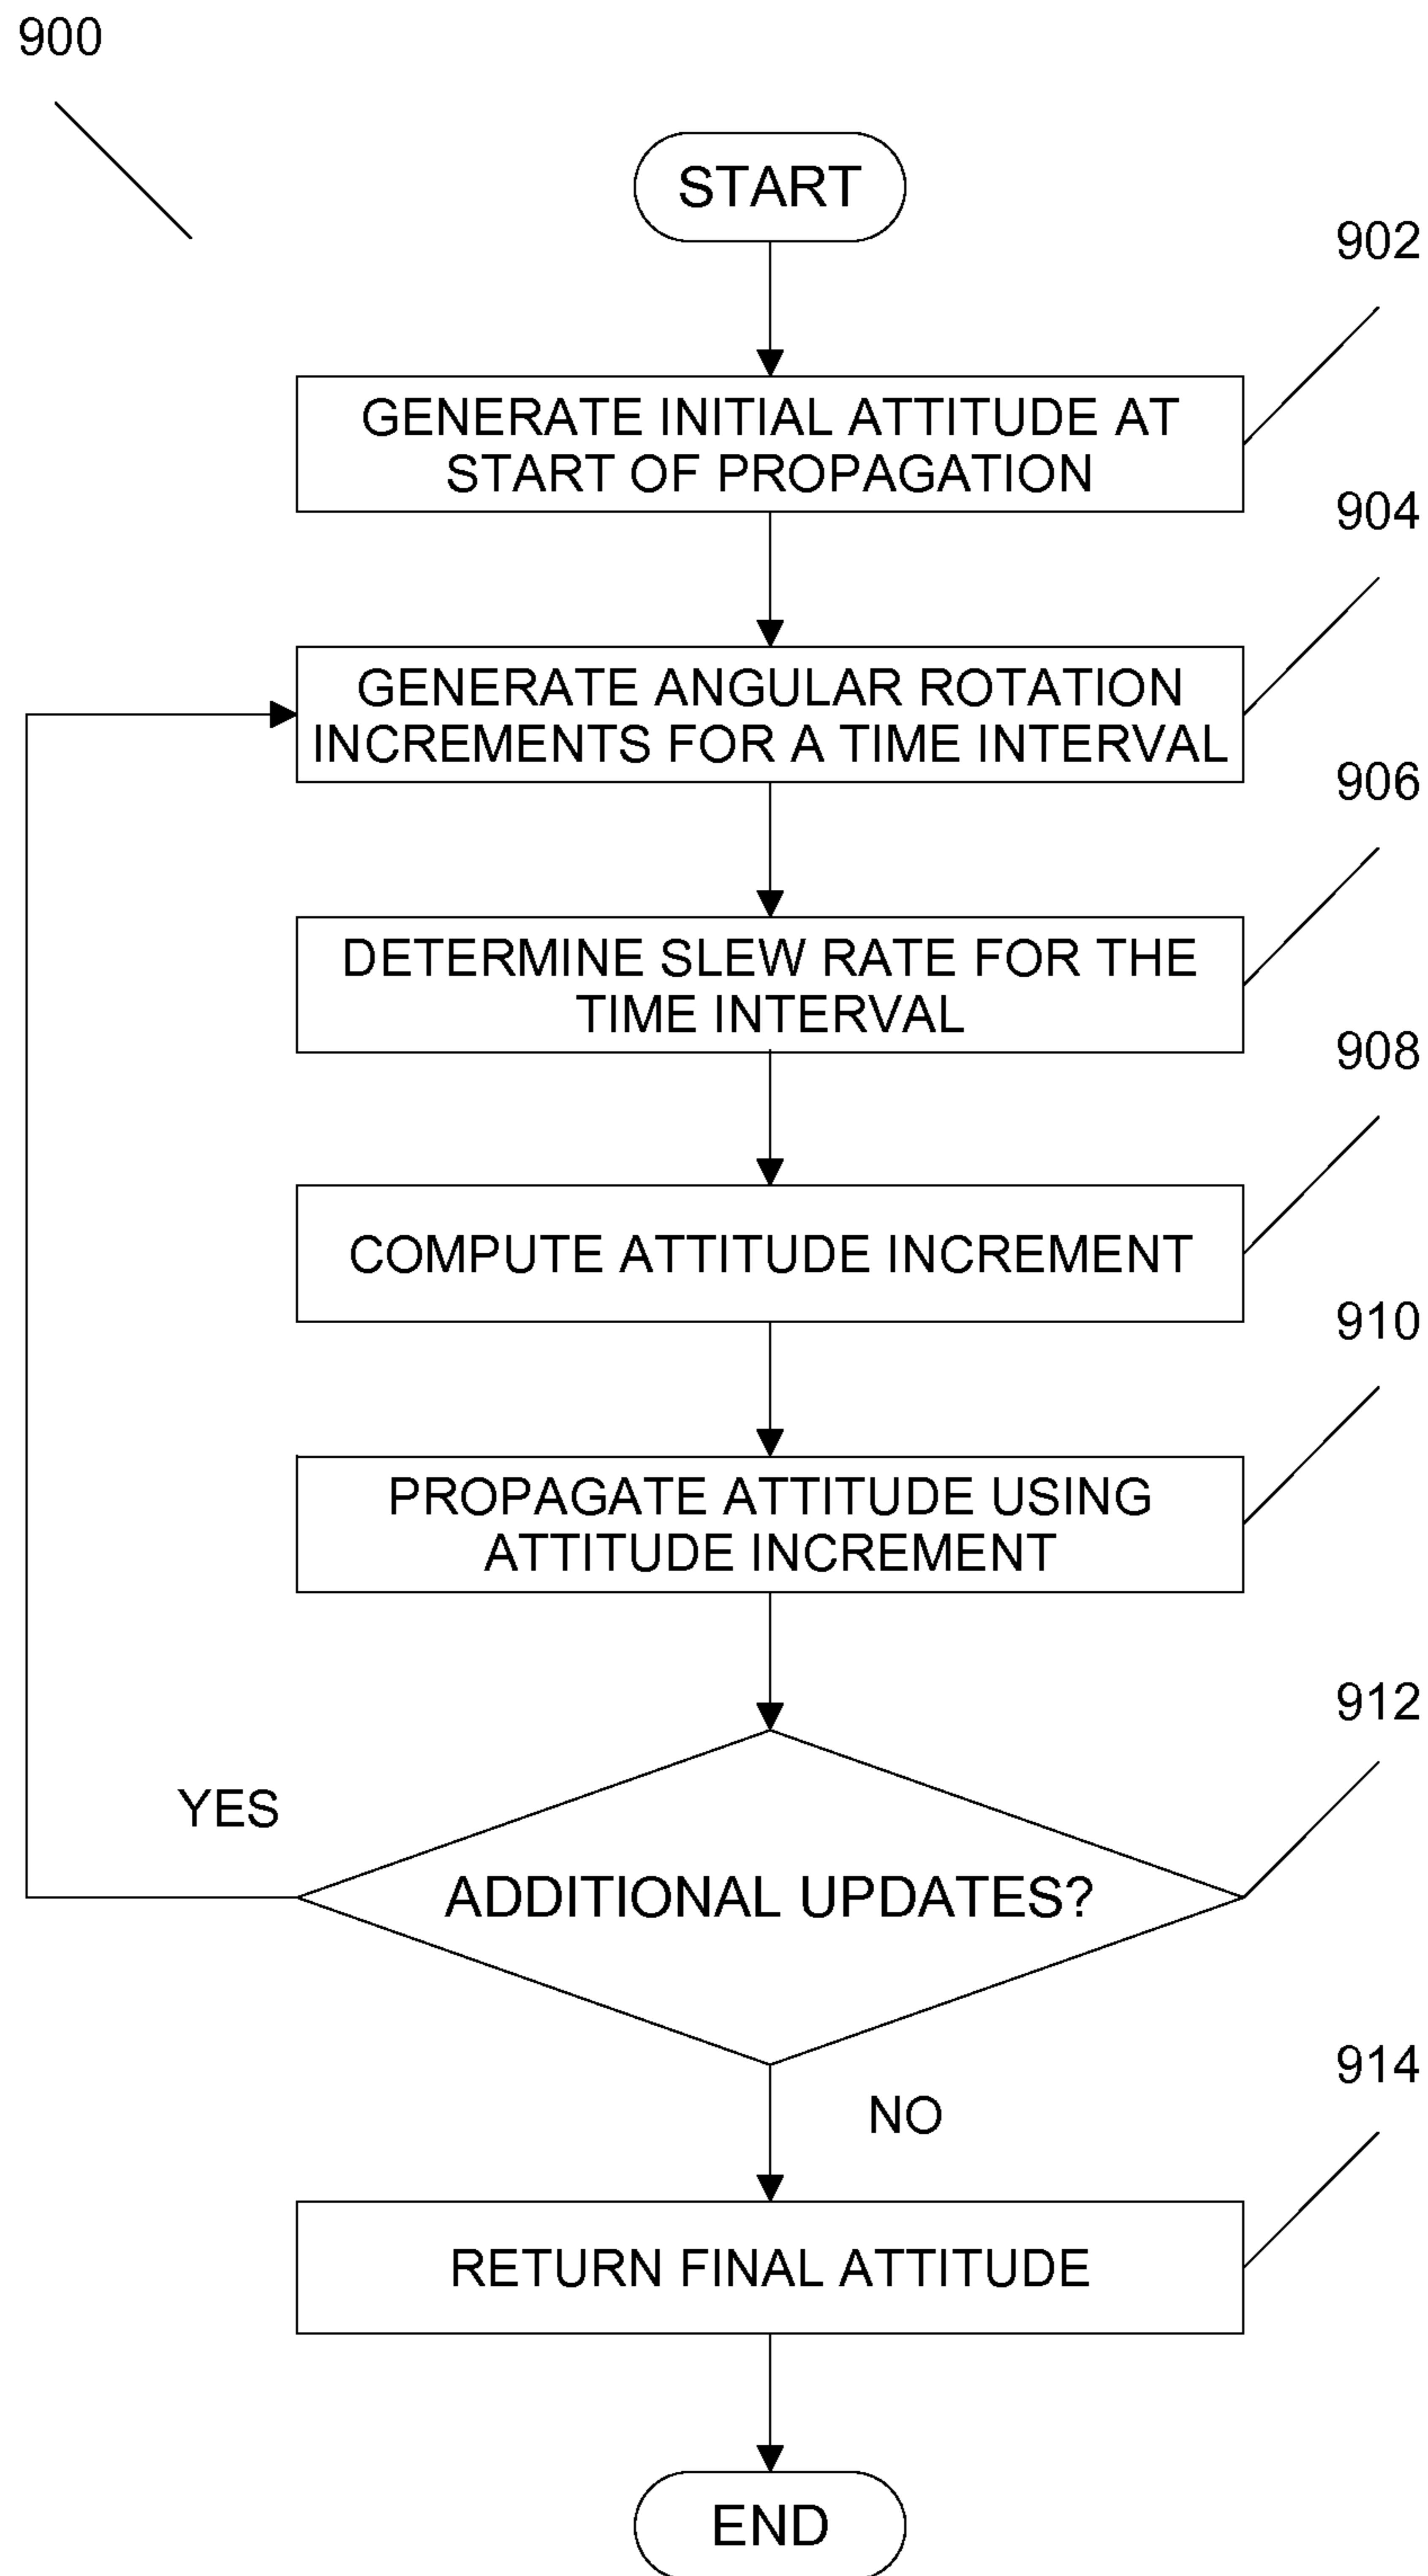 900
START
902
GENERATE INITIAL ATTITUDE AT
START OF PROPAGATION
904
GENERATE ANGULAR ROTATION
INCREMENTS FOR A TIME INTERVAL
906
DETERMINE SLEW RATE FOR THE
TIME INTERVAL
908
COMPUTE ATTITUDE INCREMENT
910
PROPAGATE ATTITUDE USING
ATTITUDE INCREMENT
912
YES
ADDITIONAL UPDATES?
914
NO
RETURN FINAL ATTITUDE
END